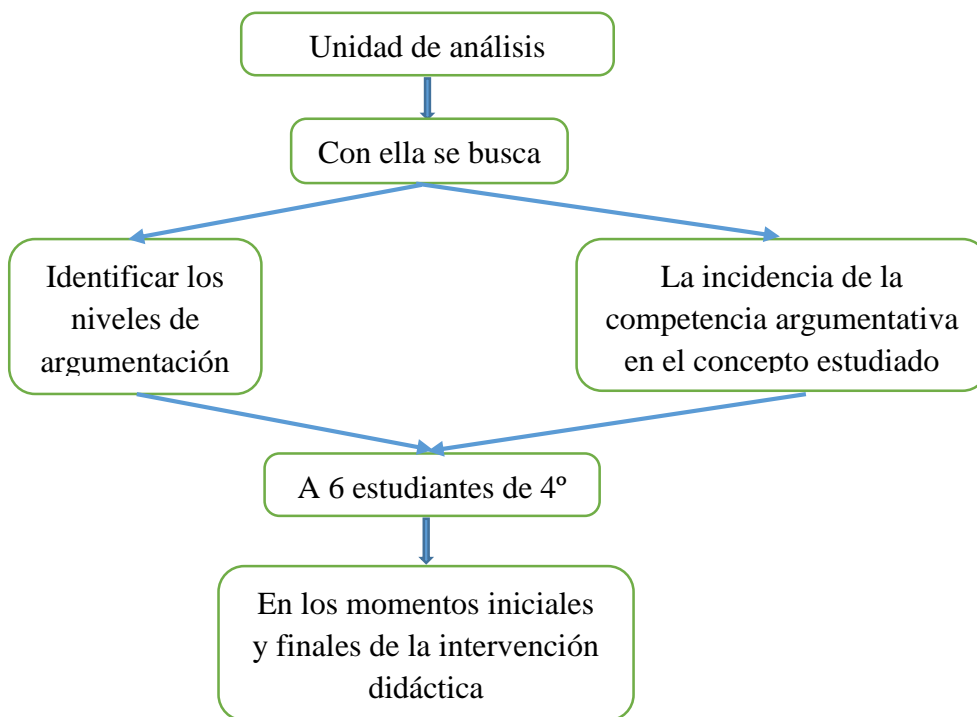 Unidad de análisis
Con ella se busca
Identificar los
niveles de
argumentación
La incidencia de la
competencia argumentativa
en el concepto estudiado
A 6 estudiantes de 4º
En los momentos iniciales
y finales de la intervención
didáctica